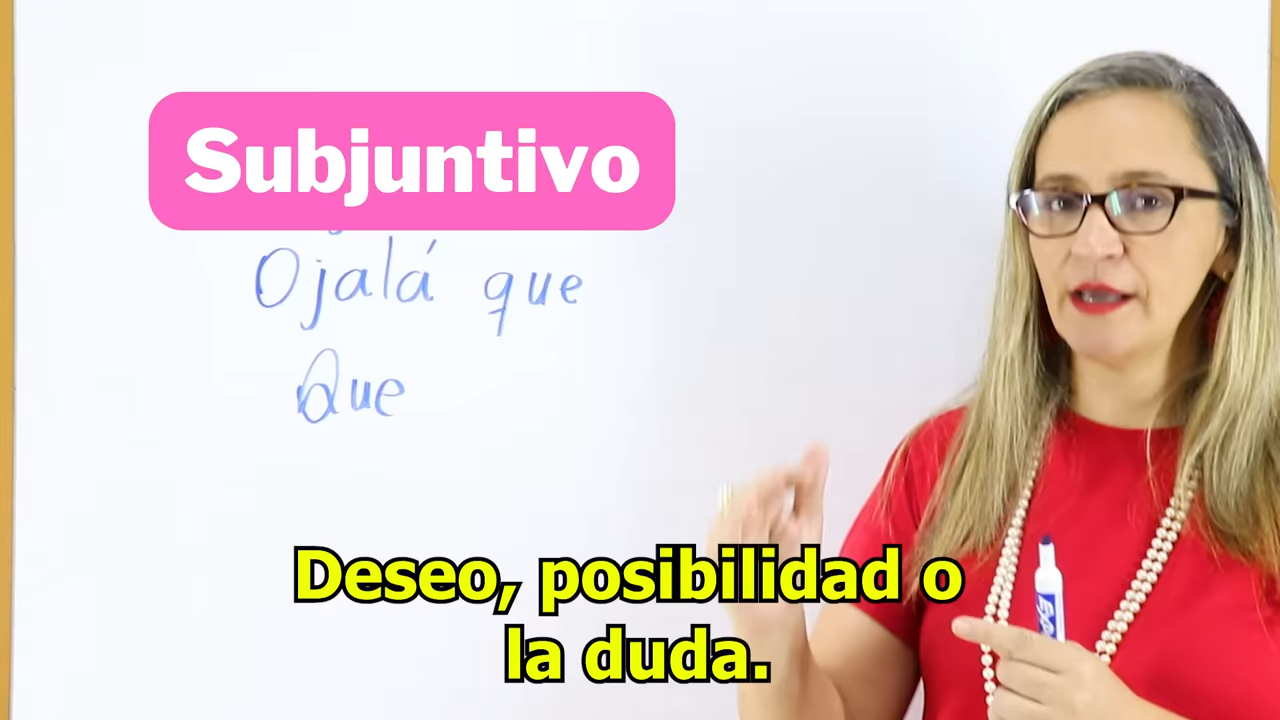 Subjuntivo
Ojalá que
Que
Deseo, posibilidad o
la duda.